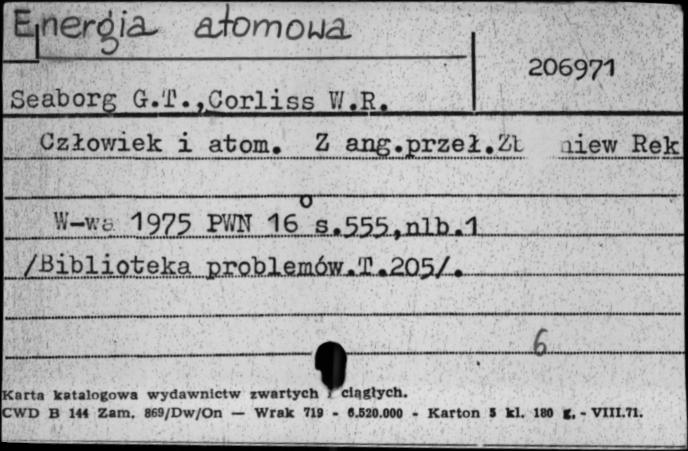 Energia atomowa
206971
Seaborg G.T.,Corliss W.R.
Człowiek i atom. Z ang.przeł. Rek
W-wa 1975 PWN 16° s.555,nlb.1
/Biblioteka problemów.T.205/.
6
Karta katalogowa wydawnictw zwartych i ciągłych.
CWD B 144 Zam. 869/Dw/On — Wrak 719 - 6.520.000 - Karton 5 kl. 180 g. - VIII.71.